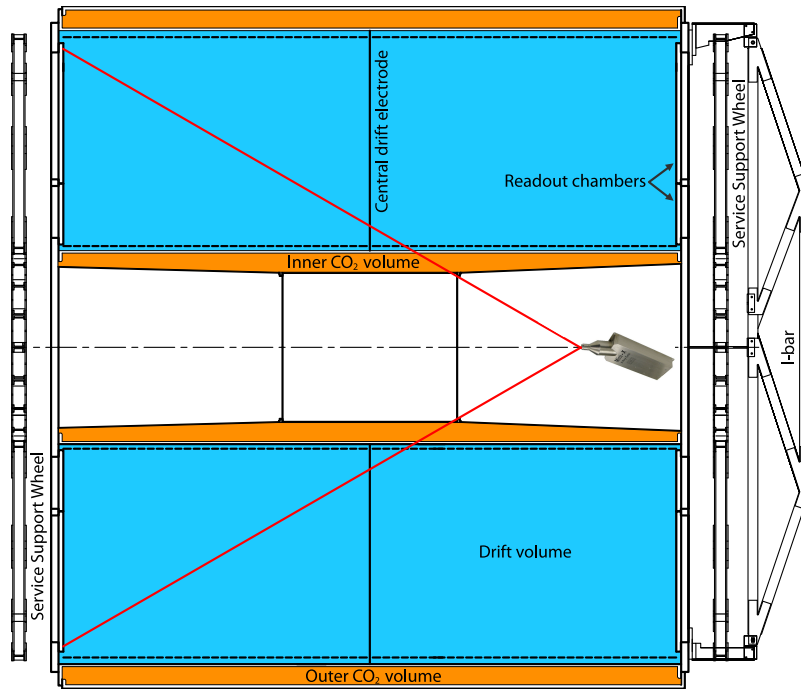 Central drift electrode
Service Support Wheel
Readout chambers
Inner CO₂ volume
I-bar
Service Support Wheel
Drift volume
Outer CO₂ volume